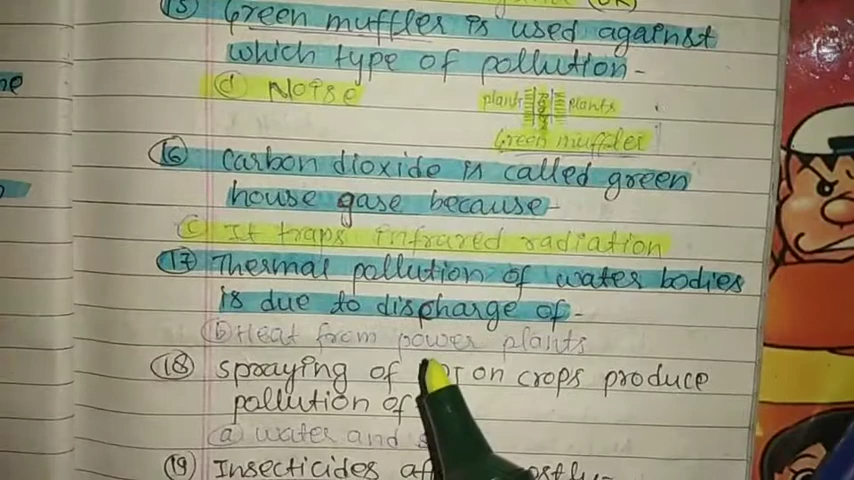 (OR)
(15) Green muffler is used against
which type of pollution-
(d) Noise
plants plants
Green muffler
(16) Carbon dioxide is called green
house gase because-
(c) It traps infrared radiation
(17) Thermal pollution of water bodies
is due to discharge of-
(b) Heat from power plants
(18) spraying of on crops produce
pollution of
(a) water and
(19) Insecticides